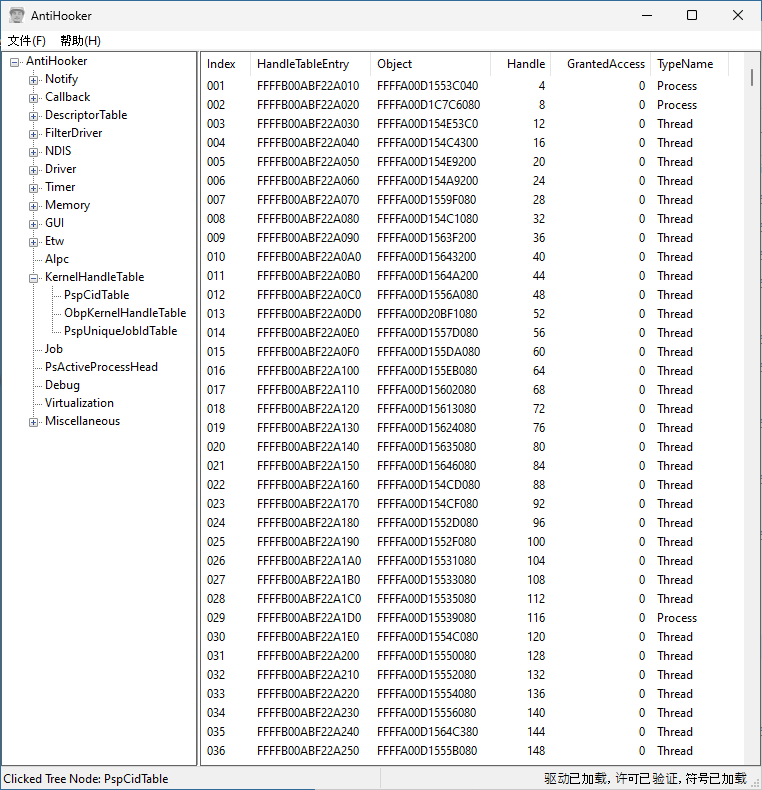 AntiHooker
文件(F) 帮助(H)
AntiHooker
Notify
Callback
DescriptorTable
FilterDriver
NDIS
Driver
Timer
Memory
GUI
Etw
Alpc
KernelHandleTable
PspCidTable
ObpKernelHandleTable
PspUniqueJobIdTable
Job
PsActiveProcessHead
Debug
Virtualization
Miscellaneous
Index HandleTableEntry Object Handle GrantedAccess TypeName
001 FFFFB00ABF22A010 FFFFA00D1553C040 4 0 Process
002 FFFFB00ABF22A020 FFFFA00D1C7C6080 8 0 Process
003 FFFFB00ABF22A030 FFFFA00D154E53C0 12 0 Thread
004 FFFFB00ABF22A040 FFFFA00D154C4300 16 0 Thread
005 FFFFB00ABF22A050 FFFFA00D154E9200 20 0 Thread
006 FFFFB00ABF22A060 FFFFA00D154A9200 24 0 Thread
007 FFFFB00ABF22A070 FFFFA00D1559F080 28 0 Thread
008 FFFFB00ABF22A080 FFFFA00D154C1080 32 0 Thread
009 FFFFB00ABF22A090 FFFFA00D1563F200 36 0 Thread
010 FFFFB00ABF22A0A0 FFFFA00D15643200 40 0 Thread
011 FFFFB00ABF22A0B0 FFFFA00D1564A200 44 0 Thread
012 FFFFB00ABF22A0C0 FFFFA00D1556A080 48 0 Thread
013 FFFFB00ABF22A0D0 FFFFA00D20BF1080 52 0 Thread
014 FFFFB00ABF22A0E0 FFFFA00D1557D080 56 0 Thread
015 FFFFB00ABF22A0F0 FFFFA00D155DA080 60 0 Thread
016 FFFFB00ABF22A100 FFFFA00D155EB080 64 0 Thread
017 FFFFB00ABF22A110 FFFFA00D15602080 68 0 Thread
018 FFFFB00ABF22A120 FFFFA00D15613080 72 0 Thread
019 FFFFB00ABF22A130 FFFFA00D15624080 76 0 Thread
020 FFFFB00ABF22A140 FFFFA00D15635080 80 0 Thread
021 FFFFB00ABF22A150 FFFFA00D15646080 84 0 Thread
022 FFFFB00ABF22A160 FFFFA00D154CD080 88 0 Thread
023 FFFFB00ABF22A170 FFFFA00D154CF080 92 0 Thread
024 FFFFB00ABF22A180 FFFFA00D1552D080 96 0 Thread
025 FFFFB00ABF22A190 FFFFA00D1552F080 100 0 Thread
026 FFFFB00ABF22A1A0 FFFFA00D15531080 104 0 Thread
027 FFFFB00ABF22A1B0 FFFFA00D15533080 108 0 Thread
028 FFFFB00ABF22A1C0 FFFFA00D15535080 112 0 Thread
029 FFFFB00ABF22A1D0 FFFFA00D15539080 116 0 Process
030 FFFFB00ABF22A1E0 FFFFA00D1554C080 120 0 Thread
031 FFFFB00ABF22A200 FFFFA00D15550080 128 0 Thread
032 FFFFB00ABF22A210 FFFFA00D15552080 132 0 Thread
033 FFFFB00ABF22A220 FFFFA00D15554080 136 0 Thread
034 FFFFB00ABF22A230 FFFFA00D15556080 140 0 Thread
035 FFFFB00ABF22A240 FFFFA00D1564C380 144 0 Thread
036 FFFFB00ABF22A250 FFFFA00D1555B080 148 0 Thread
Clicked Tree Node: PspCidTable 驱动已加载, 许可已验证, 符号已加载